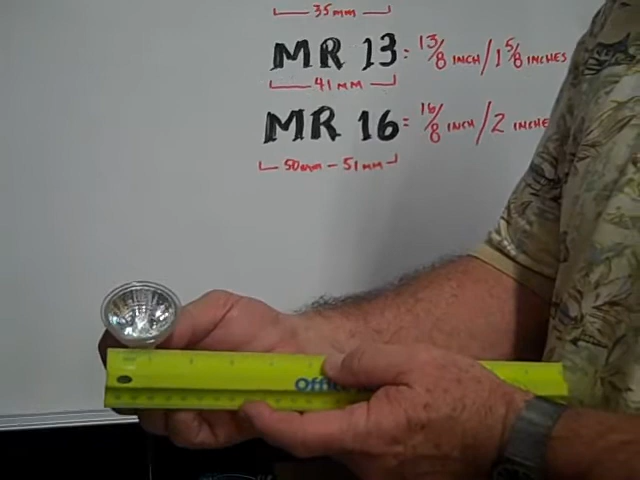 35mm
MR 13 = 13/8 INCH / 1 5/8 INCHES
41 MM
MR 16 = 16/8 INCH / 2 INCHE
50mm - 51mm